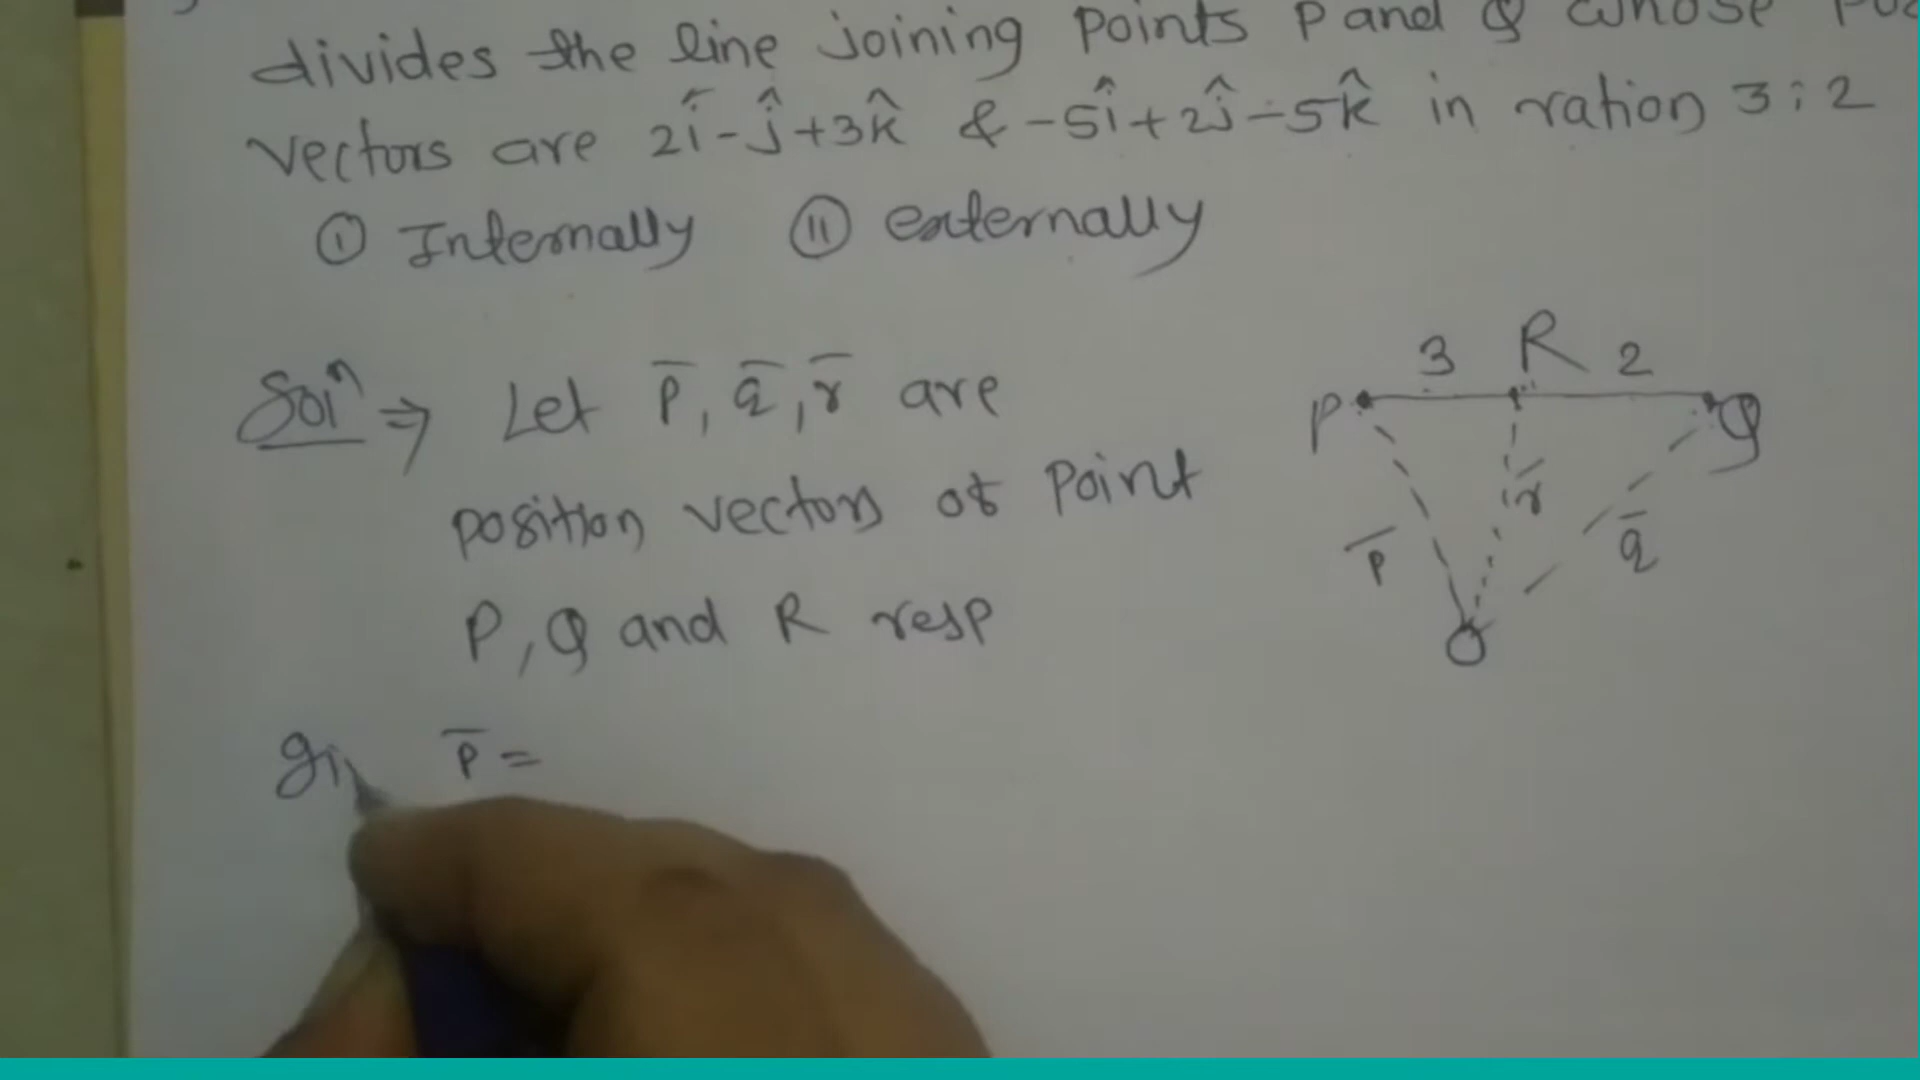 divides the line joining points P and Q whose
vectors are 2î-ĵ+3k̂ & -5î+2ĵ-5k̂ in ration 3:2
① Internally ⑪ externally
Solⁿ ⇒ Let p̅, q̅, r̅ are
position vectors of point
P, Q and R resp
gi p̅ =
3 R 2
P Q
r̅
p̅ q̅
O